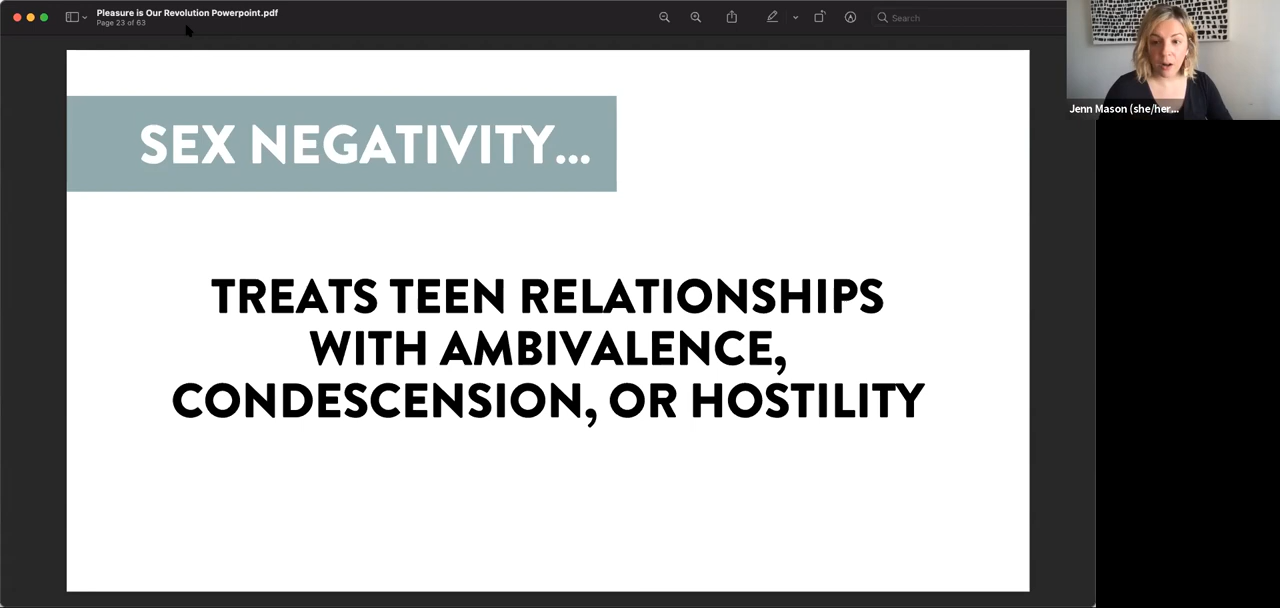 Pleasure is Our Revolution Powerpoint.pdf
Page 23 of 63
Search
Jenn Mason (she/her...
SEX NEGATIVITY...
TREATS TEEN RELATIONSHIPS
WITH AMBIVALENCE,
CONDESCENSION, OR HOSTILITY